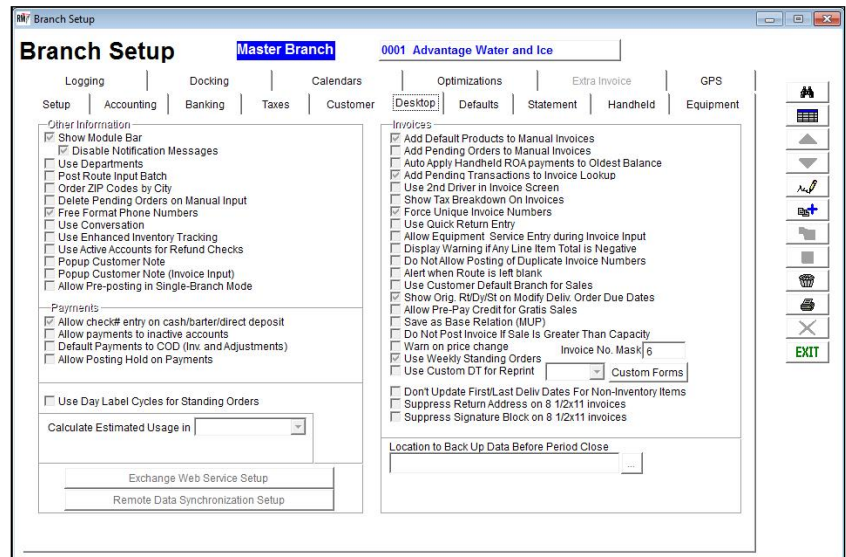 RMA Branch Setup
Branch Setup
Master Branch
0001 Advantage Water and Ice
Logging Docking Calendars Optimizations Extra Invoice GPS
Setup Accounting Banking Taxes Customer Desktop Defaults Statement Handheld Equipment
Other Information
Show Module Bar
Disable Notification Messages
Use Departments
Post Route Input Batch
Order ZIP Codes by City
Delete Pending Orders on Manual Input
Free Format Phone Numbers
Use Conversation
Use Enhanced Inventory Tracking
Use Active Accounts for Refund Checks
Popup Customer Note
Popup Customer Note (Invoice Input)
Allow Pre-posting in Single-Branch Mode
Payments
Allow check# entry on cash/barter/direct deposit
Allow payments to inactive accounts
Default Payments to COD (Inv. and Adjustments)
Allow Posting Hold on Payments
Use Day Label Cycles for Standing Orders
Calculate Estimated Usage in
Exchange Web Service Setup
Remote Data Synchronization Setup
Invoices
Add Default Products to Manual Invoices
Add Pending Orders to Manual Invoices
Auto Apply Handheld ROA payments to Oldest Balance
Add Pending Transactions to Invoice Lookup
Use 2nd Driver in Invoice Screen
Show Tax Breakdown On Invoices
Force Unique Invoice Numbers
Use Quick Return Entry
Allow Equipment Service Entry during Invoice Input
Display Warning if Any Line Item Total is Negative
Do Not Allow Posting of Duplicate Invoice Numbers
Alert when Route is left blank
Use Customer Default Branch for Sales
Show Orig. Rt/Dy/St on Modify Deliv. Order Due Dates
Allow Pre-Pay Credit for Gratis Sales
Save as Base Relation (MUP)
Do Not Post Invoice If Sale Is Greater Than Capacity
Warn on price change Invoice No. Mask 6
Use Weekly Standing Orders
Use Custom DT for Reprint Custom Forms
Don't Update First/Last Deliv Dates For Non-Inventory Items
Suppress Return Address on 8 1/2x11 invoices
Suppress Signature Block on 8 1/2x11 invoices
Location to Back Up Data Before Period Close
...
EXIT